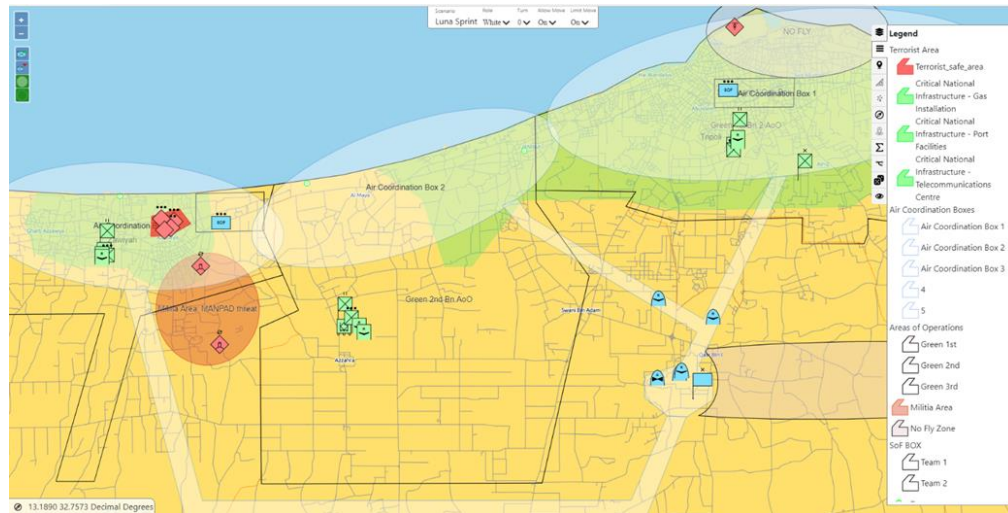 Scenario Role Turn Allow Move Limit Move
Luna Sprint White 0 On On
NO FLY
SOF
Air Coordination Box 1
Green 1st Bn 2 AoO
Tripoli
Air Coordination Box 2
SOF
Militia Area, MANPAD threat
Green 2nd Bn AoO
Swani Bin Adam
Azzahra
13.1890 32.7573 Decimal Degrees
Legend
Terrorist Area
Terrorist_safe_area
Critical National
Infrastructure - Gas
Installation
Critical National
Infrastructure - Port
Facilities
Critical National
Infrastructure -
Telecommunications
Centre
Air Coordination Boxes
Air Coordination Box 1
Air Coordination Box 2
Air Coordination Box 3
4
5
Areas of Operations
Green 1st
Green 2nd
Green 3rd
Militia Area
No Fly Zone
SoF BOX
Team 1
Team 2